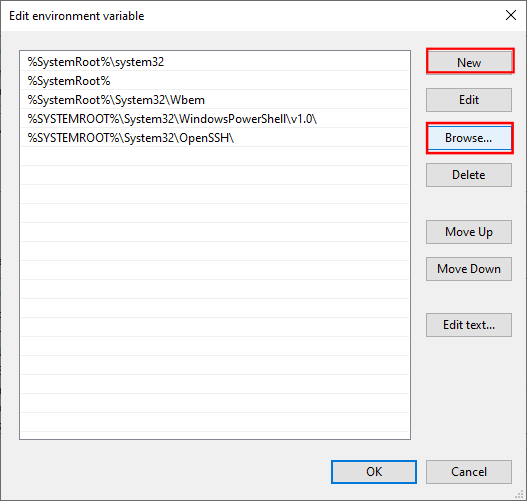 Edit environment variable
%SystemRoot%\system32
%SystemRoot%
%SystemRoot%\System32\Wbem
%SYSTEMROOT%\System32\WindowsPowerShell\v1.0\
%SYSTEMROOT%\System32\OpenSSH\
New
Edit
Browse...
Delete
Move Up
Move Down
Edit text...
OK
Cancel